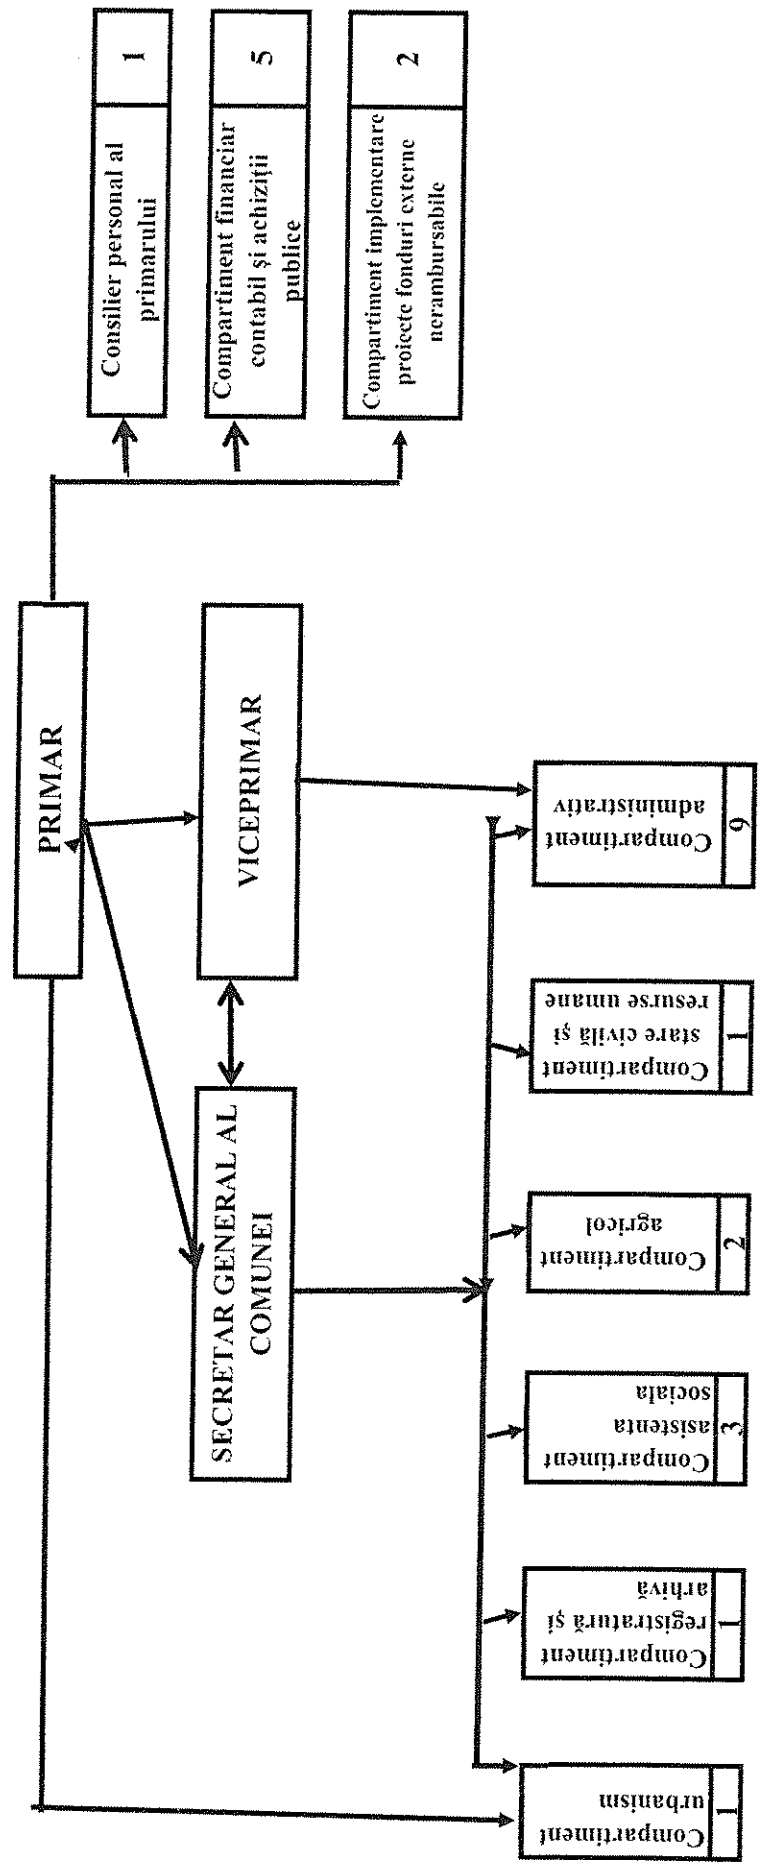 PRIMAR
Consilier personal al
primarului
1
SECRETAR GENERAL AL
COMUNEI
VICEPRIMAR
Compartiment financiar
contabil și achiziții
publice
5
Compartiment implementare
proiecte fonduri externe
nerambursabile
2
Compartiment
urbanism
1
Compartiment
registratură și
arhivă
1
Compartiment
asistenta
sociala
3
Compartiment
agricol
2
Compartiment
stare civilă și
resurse umane
1
Compartiment
administrativ
9